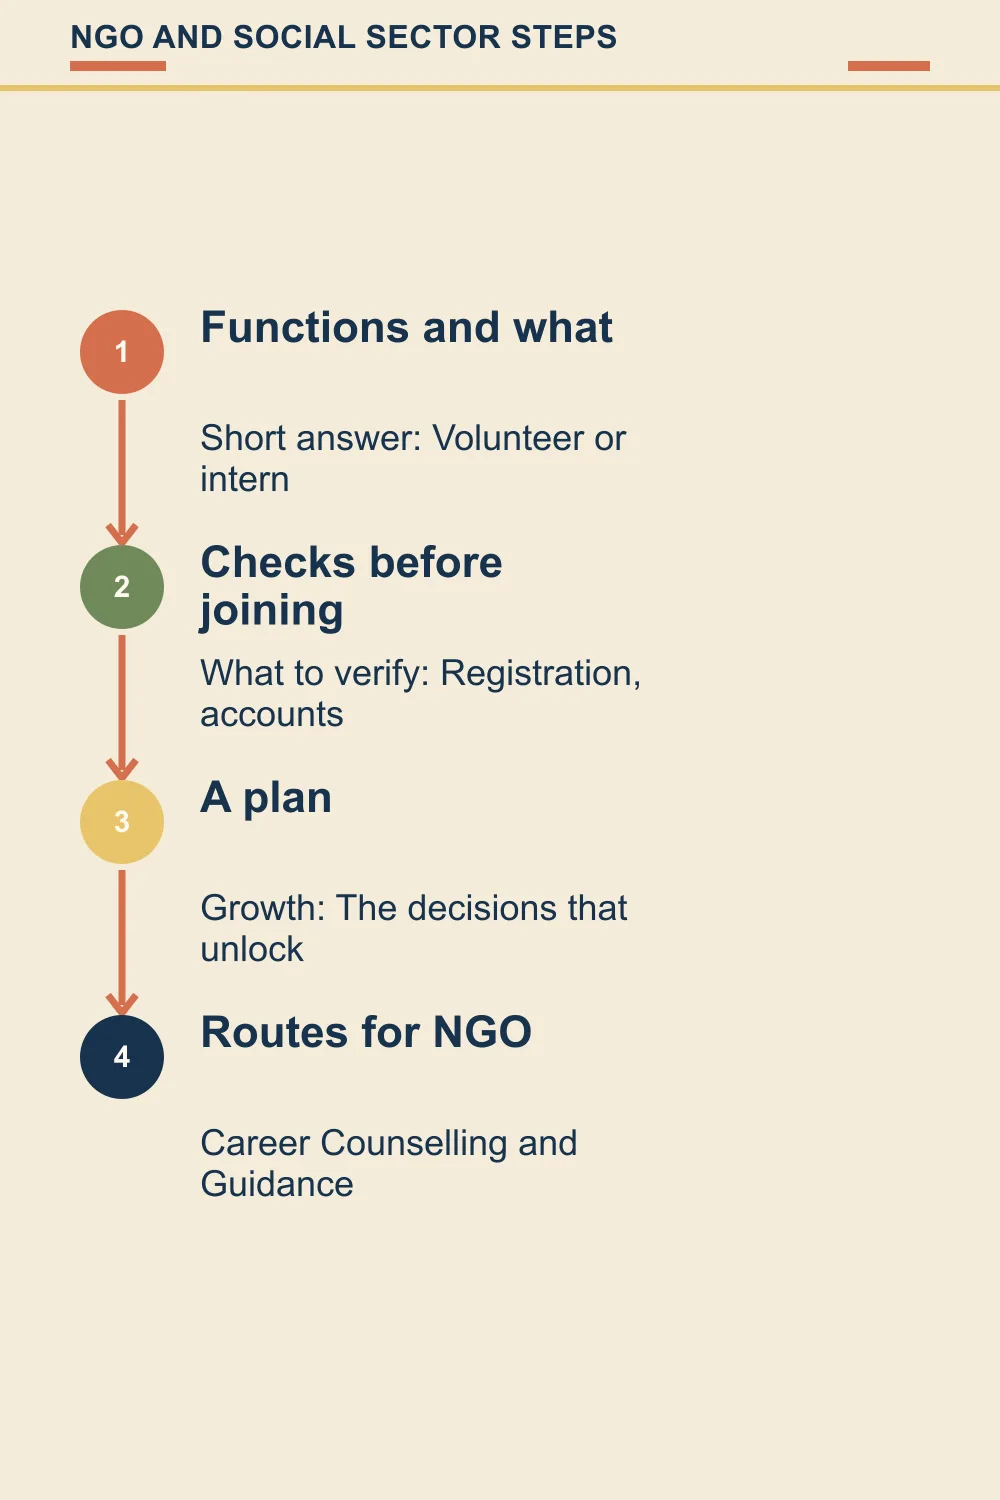 NGO AND SOCIAL SECTOR STEPS
1
Functions and what
Short answer: Volunteer or
intern
2
Checks before
joining
What to verify: Registration,
accounts
3
A plan
Growth: The decisions that
unlock
4
Routes for NGO
Career Counselling and
Guidance